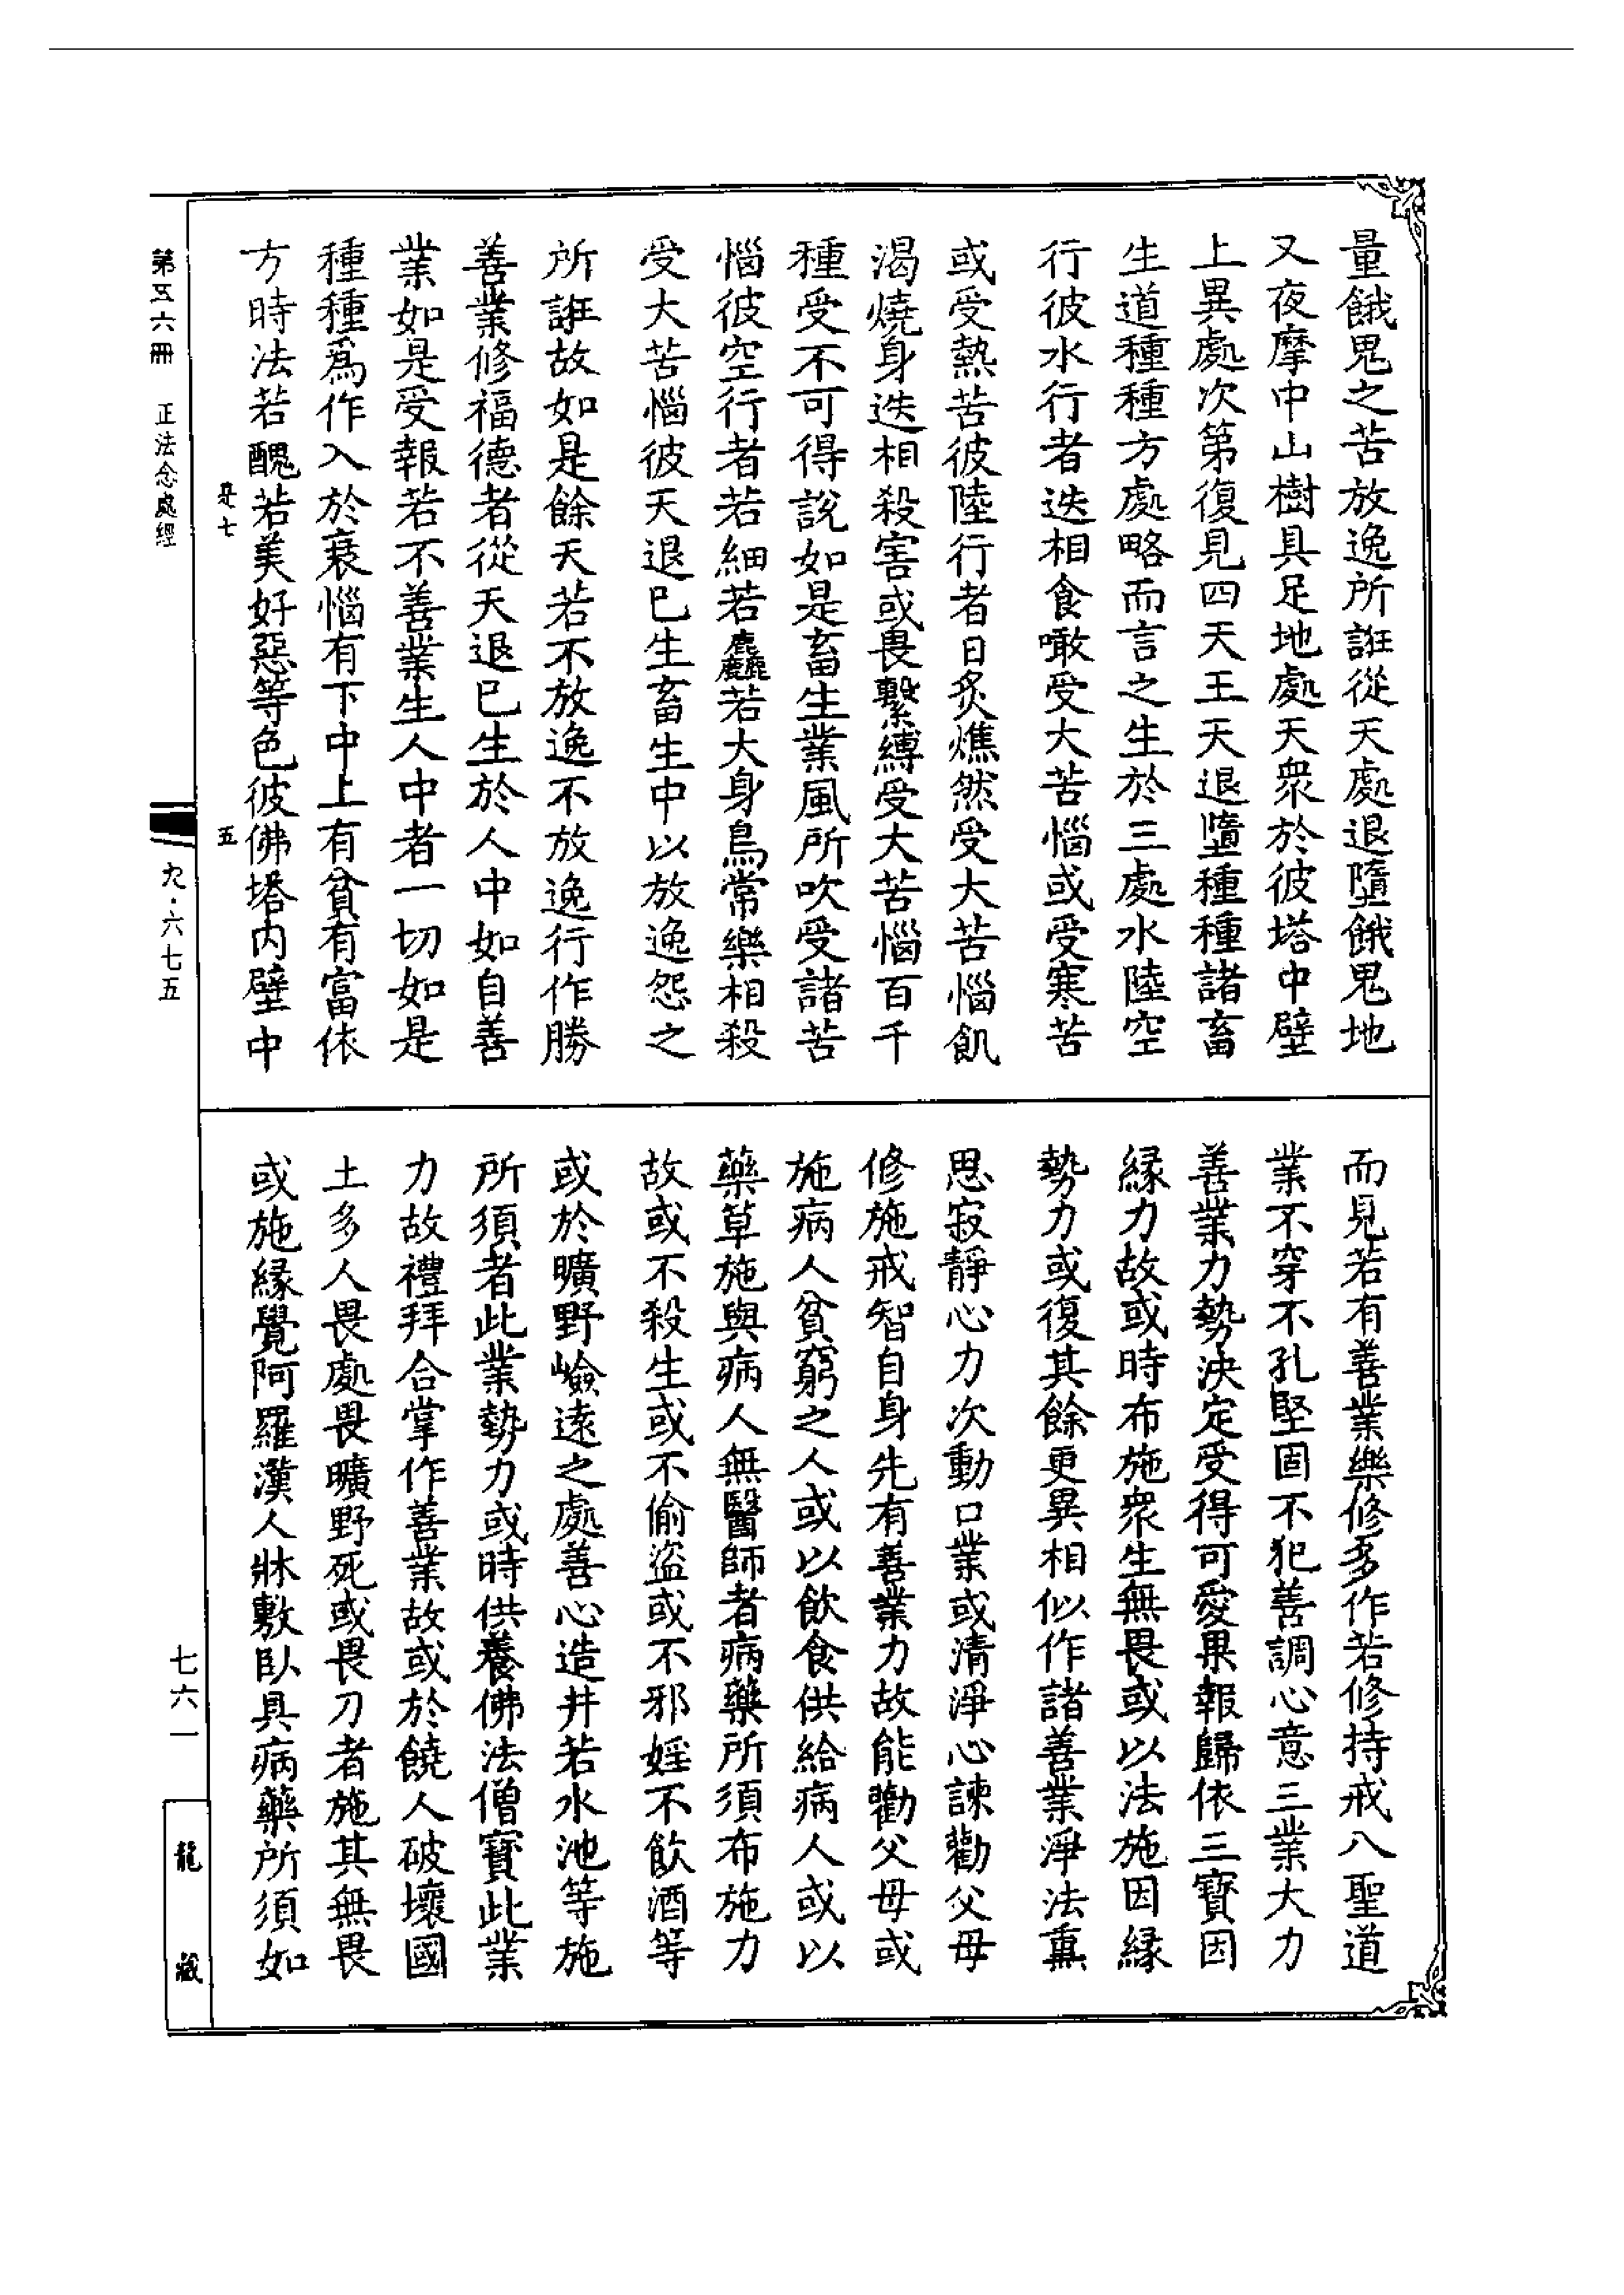 量餓鬼之苦放逸所誑從天處退墮餓鬼地
又夜摩中山樹具足地處天衆於彼塔中壁
上異處次第復見四天王天退墮種種諸畜
生道種種方處略而言之生於三處水陸空
行彼水行者迭相食噉受大苦惱或受寒苦
或受熱苦彼陸行者日炙燋然受大苦惱飢
渴燒身迭相殺害或畏繫縛受大苦惱百千
種受不可得說如是畜生業風所吹受諸苦
惱彼空行者若細若麤若大身鳥常樂相殺
受大苦惱彼天退已生畜生中以放逸怨之
所誑故如是餘天若不放逸不放逸行作勝
善業修福德者從天退已生於人中如自善
業如是受報若不善業生人中者一切如是
種種爲作入於衰惱有下中上有貧有富依
方時法若醜若美好惡等色彼佛塔内壁中
而見若有善業樂修多作若修持戒八聖道
業不穿不孔堅固不犯善調心意三業大力
善業力勢決定受得可愛果報歸依三寶因
緣力故或時布施衆生無畏或以法施因緣
勢力或復其餘更異相似作諸善業淨法熏
思寂靜心力次動口業或清淨心諫勸父母
修施戒智自身先有善業力故能勸父母或
施病人貧窮之人或以飲食供給病人或以
藥草施與病人無醫師者病藥所須布施力
故或不殺生或不偷盜或不邪婬不飲酒等
或於曠野嶮遠之處善心造井若水池等施
所須者此業勢力或時供養佛法僧寶此業
力故禮拜合掌作善業故或於饒人破壞國
土多人畏處畏曠野死或畏刀者施其無畏
或施緣覺阿羅漢人牀敷臥具病藥所須如
是七 五
第五六冊 正法念處經
九·六七五
七六一
龍藏